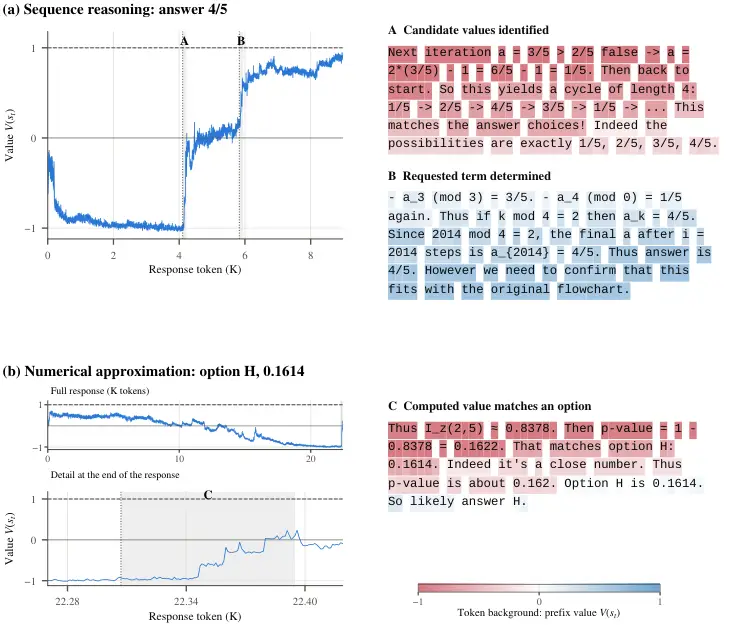 (a) Sequence reasoning: answer 4/5
A
B
1
0
−1
Value V(s_t)
0
2
4
6
8
Response token (K)
A Candidate values identified
Next iteration a = 3/5 > 2/5 false -> a =
2*(3/5) - 1 = 6/5 - 1 = 1/5. Then back to
start. So this yields a cycle of length 4:
1/5 -> 2/5 -> 4/5 -> 3/5 -> 1/5 -> ... This
matches the answer choices! Indeed the
possibilities are exactly 1/5, 2/5, 3/5, 4/5.
B Requested term determined
- a_3 (mod 3) = 3/5. - a_4 (mod 0) = 1/5
again. Thus if k mod 4 = 2 then a_k = 4/5.
Since 2014 mod 4 = 2, the final a after i =
2014 steps is a_{2014} = 4/5. Thus answer is
4/5. However we need to confirm that this
fits with the original flowchart.
(b) Numerical approximation: option H, 0.1614
Full response (K tokens)
1
−1
0
10
20
Detail at the end of the response
C
1
0
−1
Value V(s_t)
22.28
22.34
22.40
Response token (K)
C Computed value matches an option
Thus I_z(2,5) ≈ 0.8378. Then p-value = 1 -
0.8378 = 0.1622. That matches option H:
0.1614. Indeed it's a close number. Thus
p-value is about 0.162. Option H is 0.1614.
So likely answer H.
−1
0
1
Token background: prefix value V(s_t)